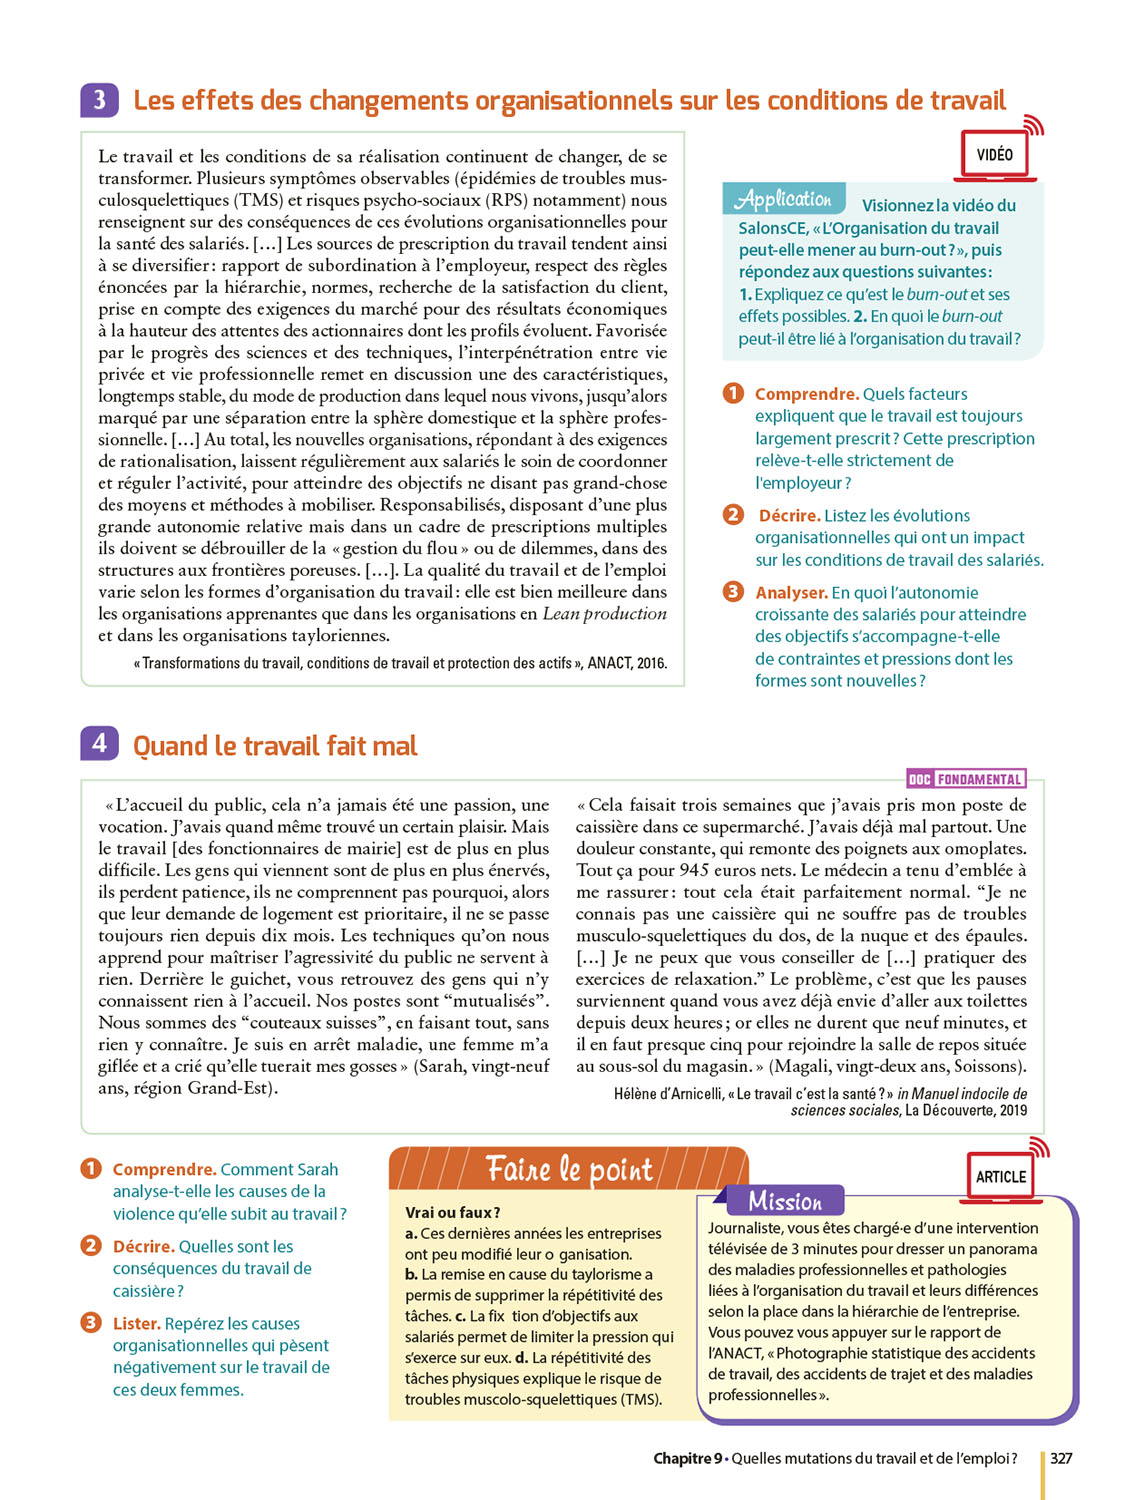 3 Les effets des changements organisationnels sur les conditions de travail
Le travail et les conditions de sa réalisation continuent de changer, de se
transformer. Plusieurs symptômes observables (épidémies de troubles mus-
culosquelettiques (TMS) et risques psycho-sociaux (RPS) notamment) nous
renseignent sur des conséquences de ces évolutions organisationnelles pour
la santé des salariés. […] Les sources de prescription du travail tendent ainsi
à se diversifier : rapport de subordination à l'employeur, respect des règles
énoncées par la hiérarchie, normes, recherche de la satisfaction du client,
prise en compte des exigences du marché pour des résultats économiques
à la hauteur des attentes des actionnaires dont les profils évoluent. Favorisée
par le progrès des sciences et des techniques, l'interpénétration entre vie
privée et vie professionnelle remet en discussion une des caractéristiques,
longtemps stable, du mode de production dans lequel nous vivons, jusqu'alors
marqué par une séparation entre la sphère domestique et la sphère profes-
sionnelle. […] Au total, les nouvelles organisations, répondant à des exigences
de rationalisation, laissent régulièrement aux salariés le soin de coordonner
et réguler l'activité, pour atteindre des objectifs ne disant pas grand-chose
des moyens et méthodes à mobiliser. Responsabilisés, disposant d'une plus
grande autonomie relative mais dans un cadre de prescriptions multiples
ils doivent se débrouiller de la « gestion du flou » ou de dilemmes, dans des
structures aux frontières poreuses. […]. La qualité du travail et de l'emploi
varie selon les formes d'organisation du travail : elle est bien meilleure dans
les organisations apprenantes que dans les organisations en Lean production
et dans les organisations tayloriennes.
« Transformations du travail, conditions de travail et protection des actifs », ANACT, 2016.
VIDÉO
Application Visionnez la vidéo du
SalonsCE, « L'Organisation du travail
peut-elle mener au burn-out ? », puis
répondez aux questions suivantes :
1. Expliquez ce qu'est le burn-out et ses
effets possibles. 2. En quoi le burn-out
peut-il être lié à l'organisation du travail ?
1 Comprendre. Quels facteurs
expliquent que le travail est toujours
largement prescrit ? Cette prescription
relève-t-elle strictement de
l'employeur ?
2 Décrire. Listez les évolutions
organisationnelles qui ont un impact
sur les conditions de travail des salariés.
3 Analyser. En quoi l'autonomie
croissante des salariés pour atteindre
des objectifs s'accompagne-t-elle
de contraintes et pressions dont les
formes sont nouvelles ?
4 Quand le travail fait mal
DOC FONDAMENTAL
« L'accueil du public, cela n'a jamais été une passion, une
vocation. J'avais quand même trouvé un certain plaisir. Mais
le travail [des fonctionnaires de mairie] est de plus en plus
difficile. Les gens qui viennent sont de plus en plus énervés,
ils perdent patience, ils ne comprennent pas pourquoi, alors
que leur demande de logement est prioritaire, il ne se passe
toujours rien depuis dix mois. Les techniques qu'on nous
apprend pour maîtriser l'agressivité du public ne servent à
rien. Derrière le guichet, vous retrouvez des gens qui n'y
connaissent rien à l'accueil. Nos postes sont “mutualisés”.
Nous sommes des “couteaux suisses”, en faisant tout, sans
rien y connaître. Je suis en arrêt maladie, une femme m'a
giflée et a crié qu'elle tuerait mes gosses » (Sarah, vingt-neuf
ans, région Grand-Est).
« Cela faisait trois semaines que j'avais pris mon poste de
caissière dans ce supermarché. J'avais déjà mal partout. Une
douleur constante, qui remonte des poignets aux omoplates.
Tout ça pour 945 euros nets. Le médecin a tenu d'emblée à
me rassurer : tout cela était parfaitement normal. “Je ne
connais pas une caissière qui ne souffre pas de troubles
musculo-squelettiques du dos, de la nuque et des épaules.
[…] Je ne peux que vous conseiller de […] pratiquer des
exercices de relaxation.” Le problème, c'est que les pauses
surviennent quand vous avez déjà envie d'aller aux toilettes
depuis deux heures ; or elles ne durent que neuf minutes, et
il en faut presque cinq pour rejoindre la salle de repos située
au sous-sol du magasin. » (Magali, vingt-deux ans, Soissons).
Hélène d'Arnicelli, « Le travail c'est la santé ? » in Manuel indocile de
sciences sociales, La Découverte, 2019
1 Comprendre. Comment Sarah
analyse-t-elle les causes de la
violence qu'elle subit au travail ?
2 Décrire. Quelles sont les
conséquences du travail de
caissière ?
3 Lister. Repérez les causes
organisationnelles qui pèsent
négativement sur le travail de
ces deux femmes.
Faire le point
Vrai ou faux ?
a. Ces dernières années les entreprises
ont peu modifié leur o ganisation.
b. La remise en cause du taylorisme a
permis de supprimer la répétitivité des
tâches. c. La fix tion d'objectifs aux
salariés permet de limiter la pression qui
s'exerce sur eux. d. La répétitivité des
tâches physiques explique le risque de
troubles muscolo-squelettiques (TMS).
ARTICLE
Mission
Journaliste, vous êtes chargé·e d'une intervention
télévisée de 3 minutes pour dresser un panorama
des maladies professionnelles et pathologies
liées à l'organisation du travail et leurs différences
selon la place dans la hiérarchie de l'entreprise.
Vous pouvez vous appuyer sur le rapport de
l'ANACT, « Photographie statistique des accidents
de travail, des accidents de trajet et des maladies
professionnelles ».
Chapitre 9 • Quelles mutations du travail et de l'emploi ? 327